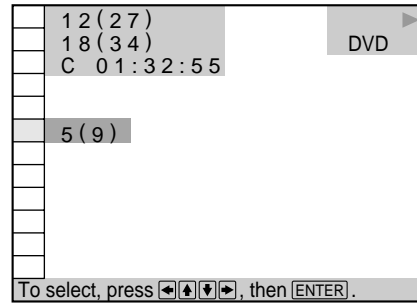 12(27)
18(34)
DVD
C 01:32:55
5(9)
To select, press ←↑↓→, then ENTER.